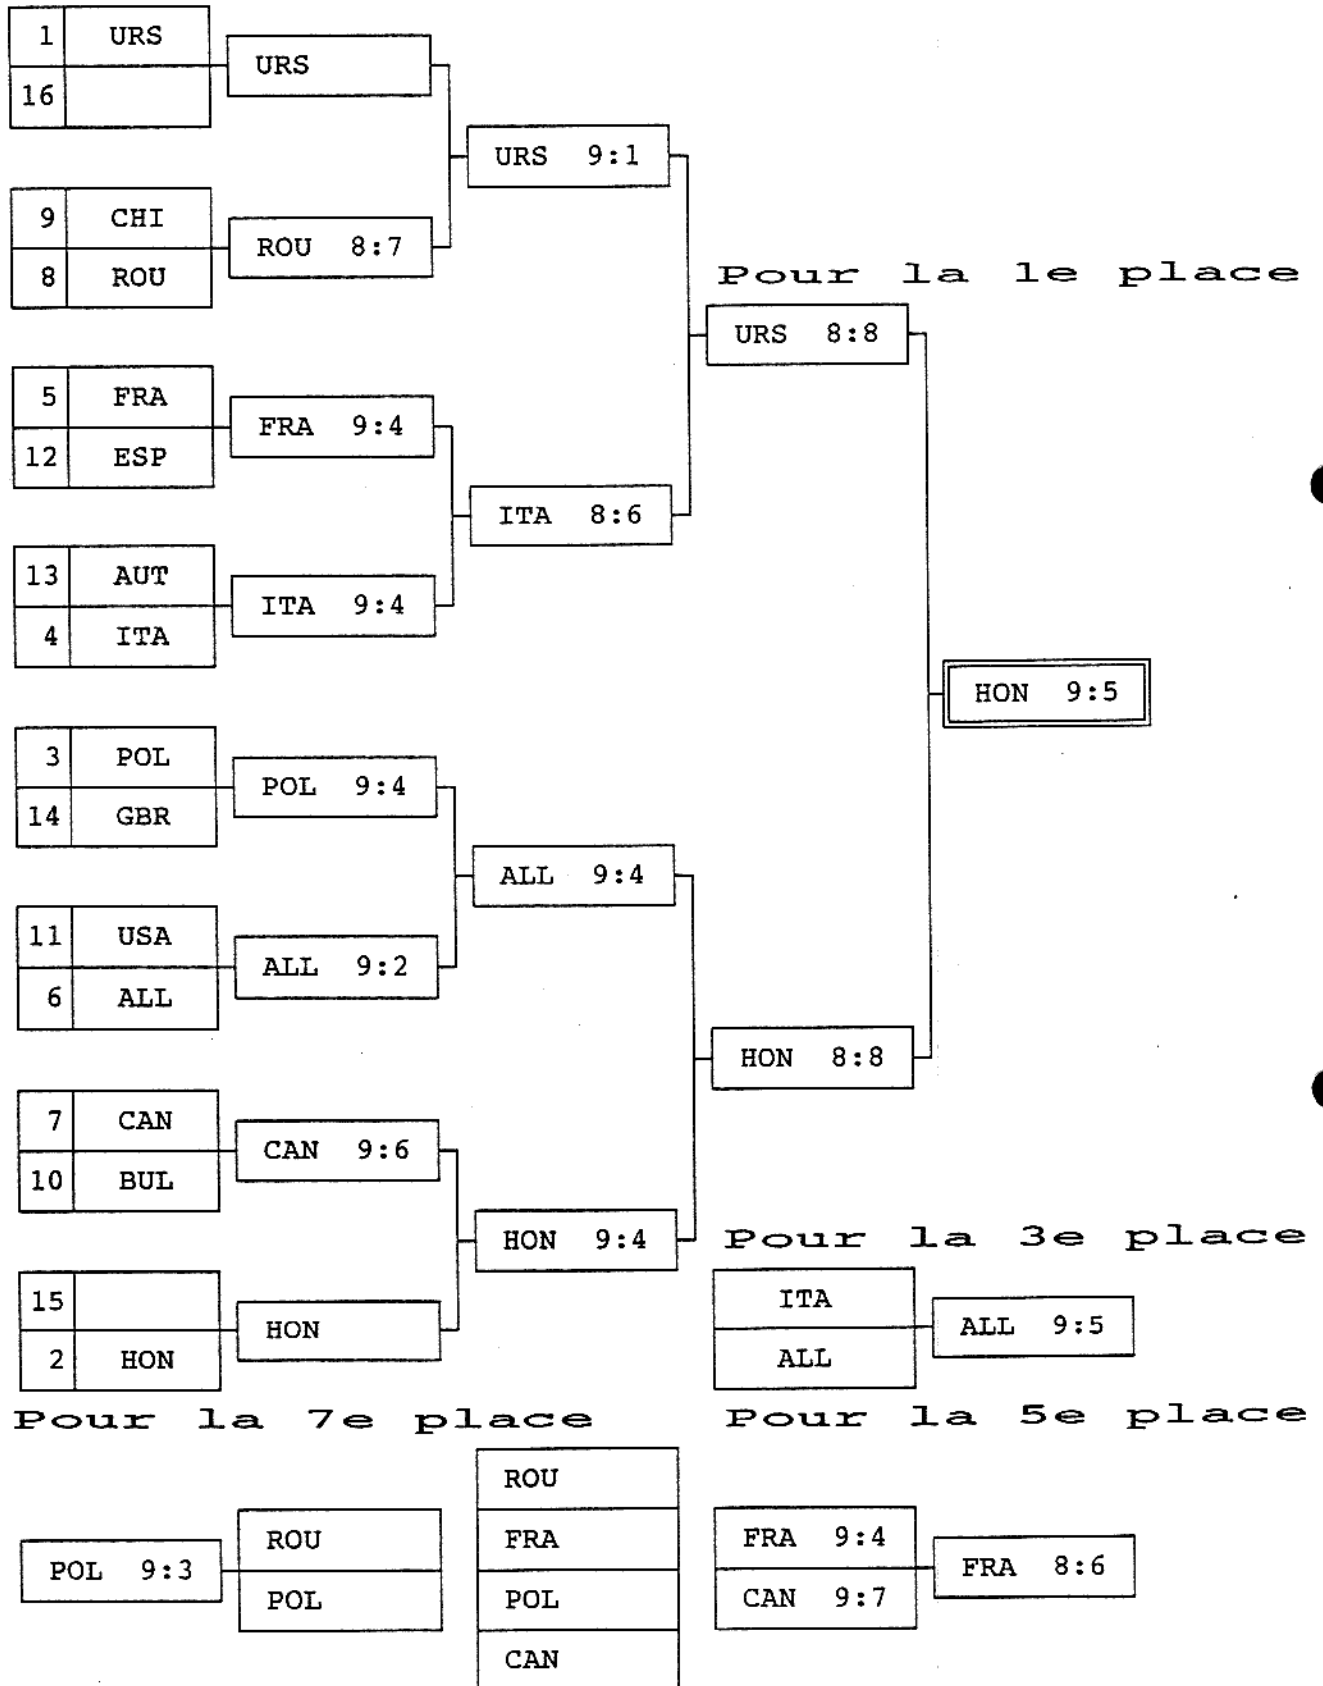 1 URS
16
URS
9 CHI
8 ROU
ROU 8:7
URS 9:1
5 FRA
12 ESP
FRA 9:4
13 AUT
4 ITA
ITA 9:4
ITA 8:6
Pour la 1e place
URS 8:8
3 POL
14 GBR
POL 9:4
11 USA
6 ALL
ALL 9:2
ALL 9:4
7 CAN
10 BUL
CAN 9:6
15
2 HON
HON
HON 9:4
HON 8:8
HON 9:5
Pour la 3e place
ITA
ALL
ALL 9:5
Pour la 7e place
POL 9:3
ROU
POL
Pour la 5e place
ROU
FRA
POL
CAN
FRA 9:4
CAN 9:7
FRA 8:6